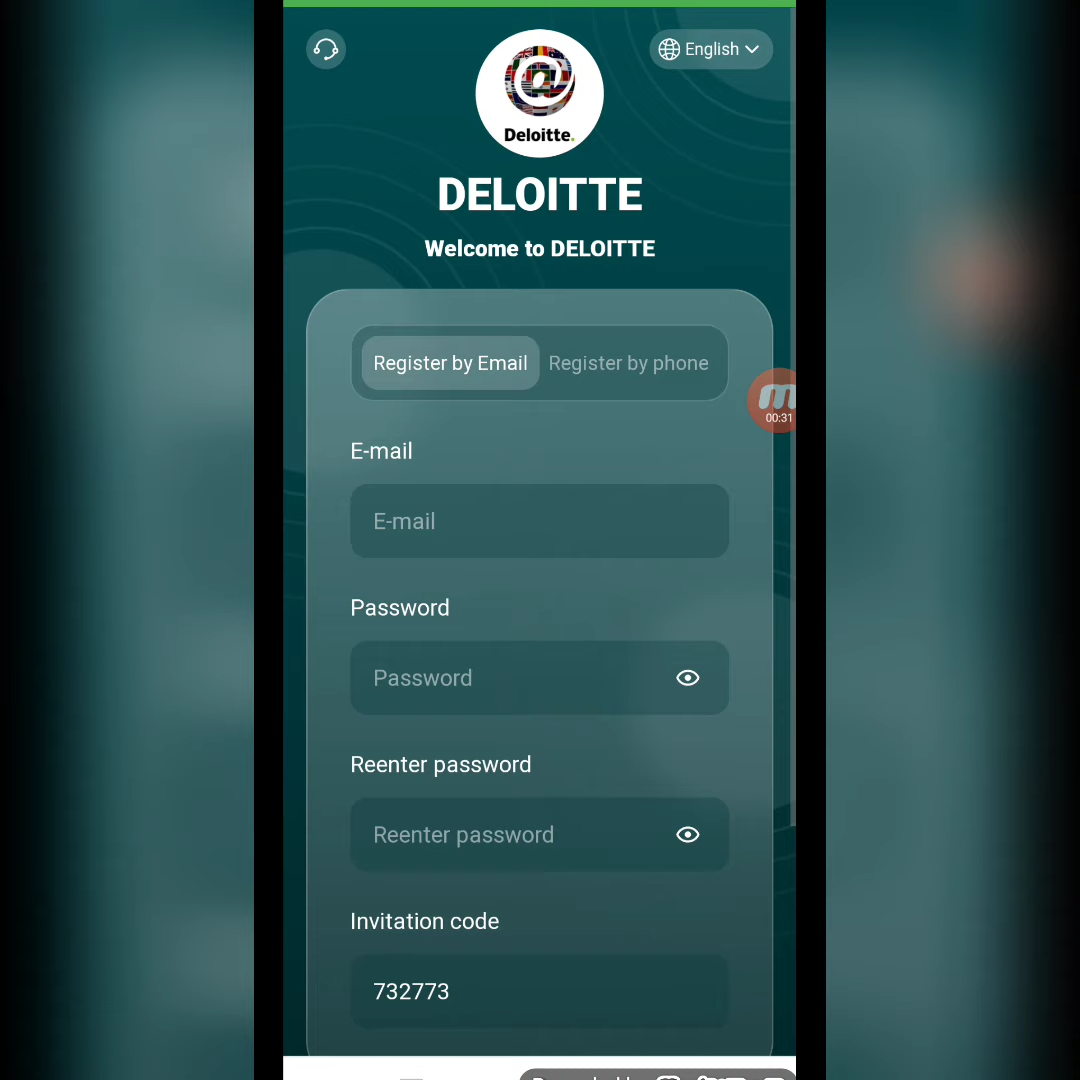 English
Deloitte.
DELOITTE
Welcome to DELOITTE
Register by Email
Register by phone
00:31
E-mail
E-mail
Password
Password
Reenter password
Reenter password
Invitation code
732773